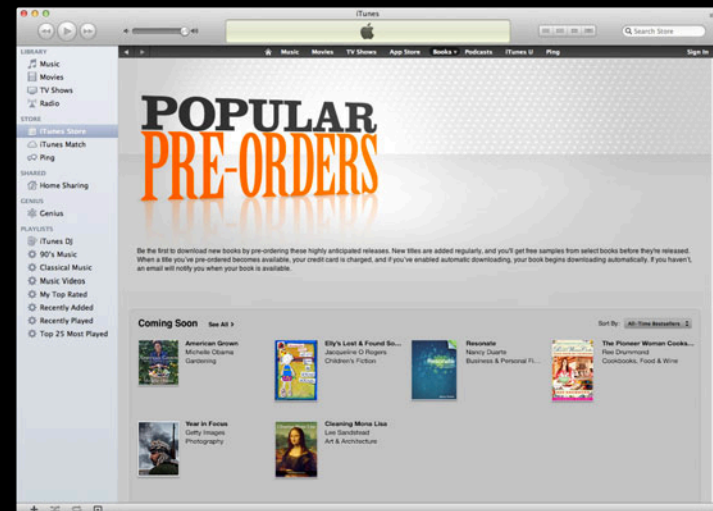 iTunes
Search Store
Music Movies TV Shows App Store Books Podcasts iTunes U Ping Sign In
LIBRARY
Music
Movies
TV Shows
Radio
STORE
iTunes Store
iTunes Match
Ping
SHARED
Home Sharing
GENIUS
Genius
PLAYLISTS
iTunes DJ
90's Music
Classical Music
Music Videos
My Top Rated
Recently Added
Recently Played
Top 25 Most Played
POPULAR
PRE-ORDERS
Be the first to download new books by pre-ordering these highly anticipated releases. New titles are added regularly, and you'll get free samples from select books before they're released.
When a title you've pre-ordered becomes available, your credit card is charged, and if you've enabled automatic downloading, your book begins downloading automatically. If you haven't,
an email will notify you when your book is available.
Coming Soon See All >
Sort By: All-Time Bestsellers
American Grown
Michelle Obama
Gardening
Elly's Lost & Found So...
Jacqueline O Rogers
Children's Fiction
Resonate
Nancy Duarte
Business & Personal Fi...
The Pioneer Woman Cooks...
Ree Drummond
Cookbooks, Food & Wine
Year in Focus
Getty Images
Photography
Cleaning Mona Lisa
Lee Sandstead
Art & Architecture